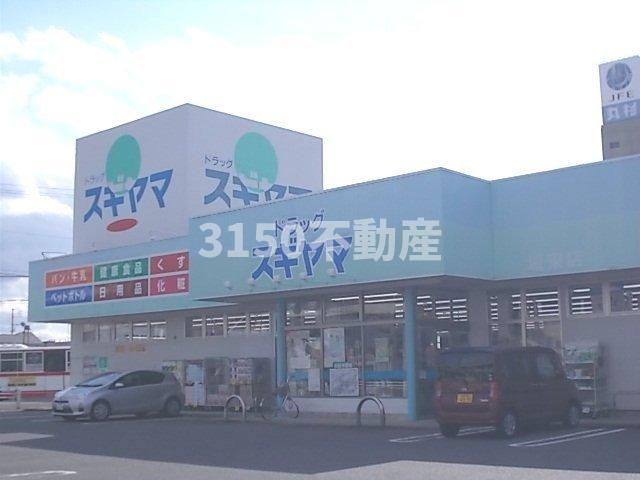 JFE
丸杉
ドラッグ
スギヤマ
ドラッグ
スギヤマ
ドラッグ
スギヤマ
3150不動産
パン・牛乳
健康食品
くす
ペットボトル
日用品
化粧